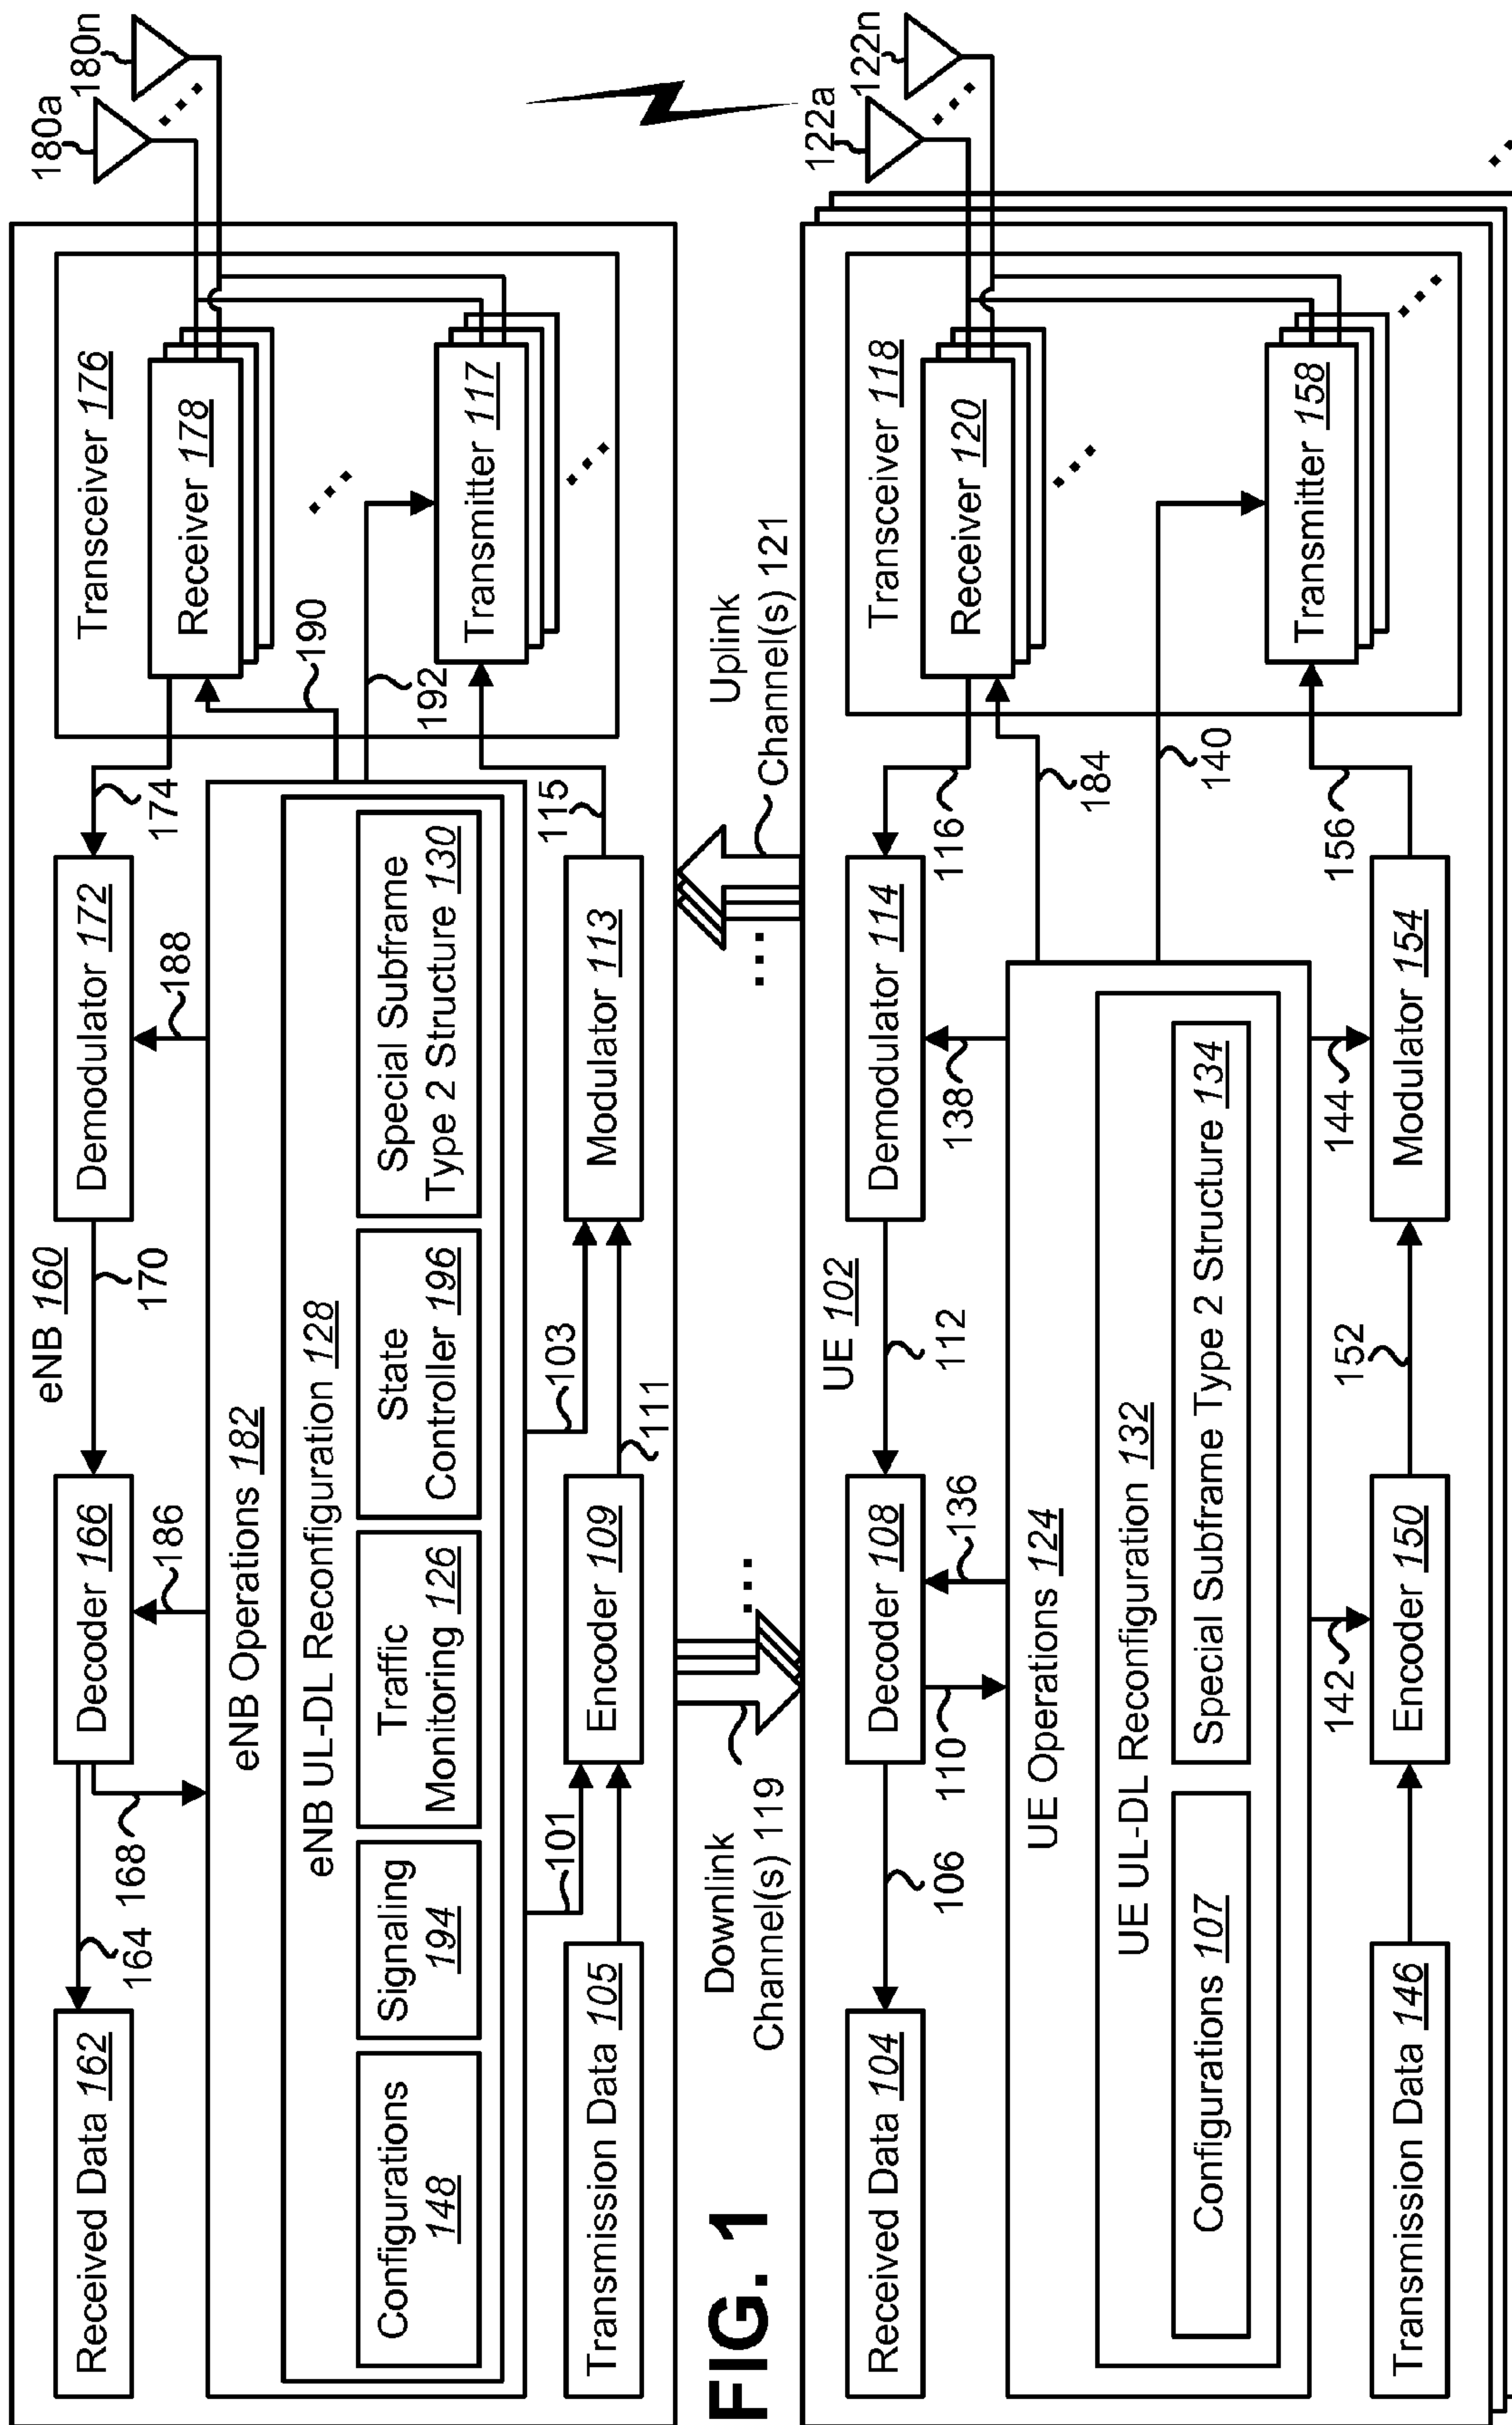 eNB 160
Received Data 162
164
168
Decoder 166
170
186
Demodulator 172
174
188
Transceiver 176
Receiver 178
180a
180n
190
192
Transmitter 117
eNB Operations 182
eNB UL-DL Reconfiguration 128
Configurations
148
Signaling
194
Traffic
Monitoring 126
State
Controller 196
Special Subframe
Type 2 Structure 130
101
103
Transmission Data 105
Encoder 109
111
Modulator 113
115
FIG. 1
Downlink
Channel(s) 119
Uplink
Channel(s) 121
UE 102
Received Data 104
106
110
Decoder 108
136
112
Demodulator 114
138
116
184
Transceiver 118
Receiver 120
122a
122n
140
Transmitter 158
UE Operations 124
UE UL-DL Reconfiguration 132
Configurations 107
Special Subframe Type 2 Structure 134
142
144
Transmission Data 146
Encoder 150
152
Modulator 154
156